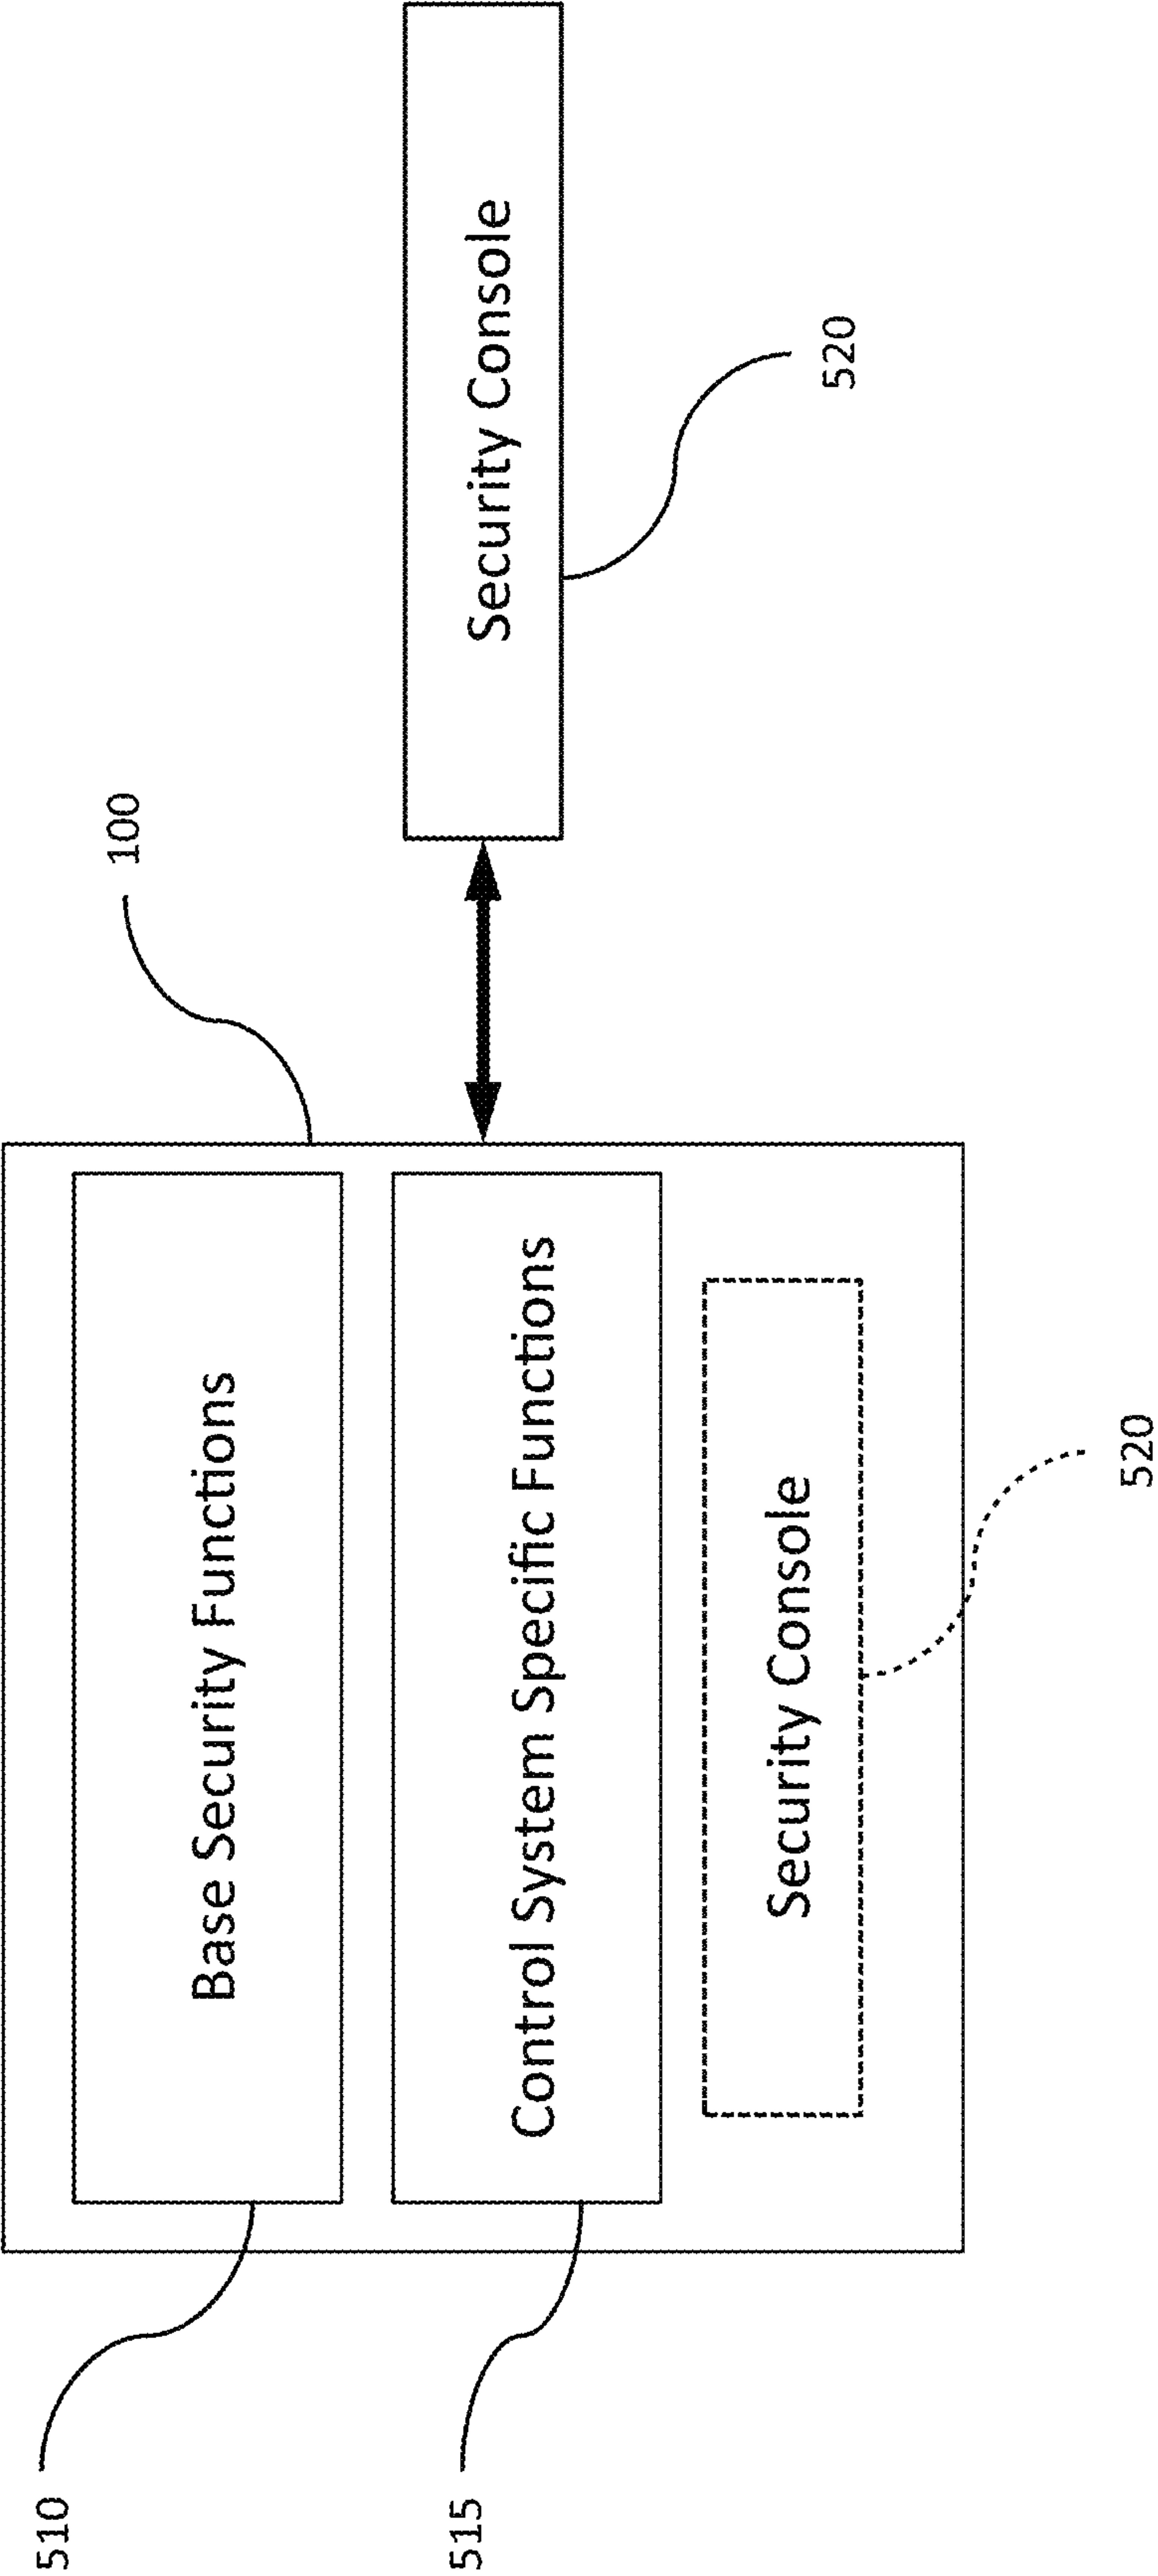 100
Base Security Functions
510
Control System Specific Functions
515
Security Console
520
Security Console
520